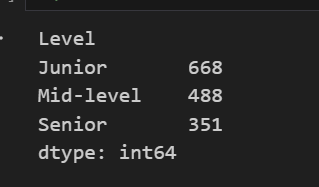 Level
Junior 668
Mid-level 488
Senior 351
dtype: int64